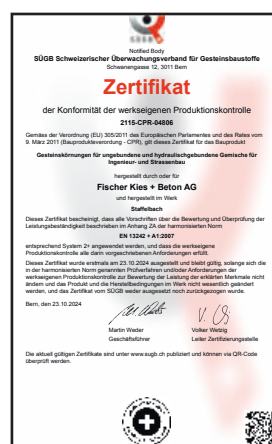 SÜGB
Notified Body
SÜGB Schweizerischer Überwachungsverband für Gesteinsbaustoffe
Schwanengasse 12, 3011 Bern
Zertifikat
der Konformität der werkseigenen Produktionskontrolle
2115-CPR-04806
Gemäss der Verordnung (EU) 305/2011 des Europäischen Parlamentes und des Rates vom
9. März 2011 (Bauprodukteverordnung - CPR), gilt dieses Zertifikat für das Bauprodukt
Gesteinskörnungen für ungebundene und hydraulischgebundene Gemische für
Ingenieur- und Strassenbau
hergestellt durch oder für
Fischer Kies + Beton AG
und hergestellt im Werk
Staffelbach
Dieses Zertifikat bescheinigt, dass alle Vorschriften über die Bewertung und Überprüfung der
Leistungsbeständigkeit beschrieben im Anhang ZA der harmonisierten Norm
EN 13242 + A1:2007
entsprechend System 2+ angewendet werden, und dass die werkseigene
Produktionskontrolle alle darin vorgeschriebenen Anforderungen erfüllt.
Dieses Zertifikat wurde erstmals am 23.10.2024 ausgestellt und bleibt gültig, solange sich die
in der harmonisierten Norm genannten Prüfverfahren und/oder Anforderungen der
werkseigenen Produktionskontrolle zur Bewertung der Leistung der erklärten Merkmale nicht
ändern und das Produkt und die Herstellbedingungen im Werk nicht wesentlich geändert
werden, und das Zertifikat vom SÜGB weder ausgesetzt noch zurückgezogen wurde.
Bern, den 23.10.2024
Martin Weder
Volker Wetzig
Geschäftsführer
Leiter Zertifizierungsstelle
Die aktuell gültigen Zertifikate sind unter www.sugb.ch publiziert und können via QR-Code
überprüft werden.